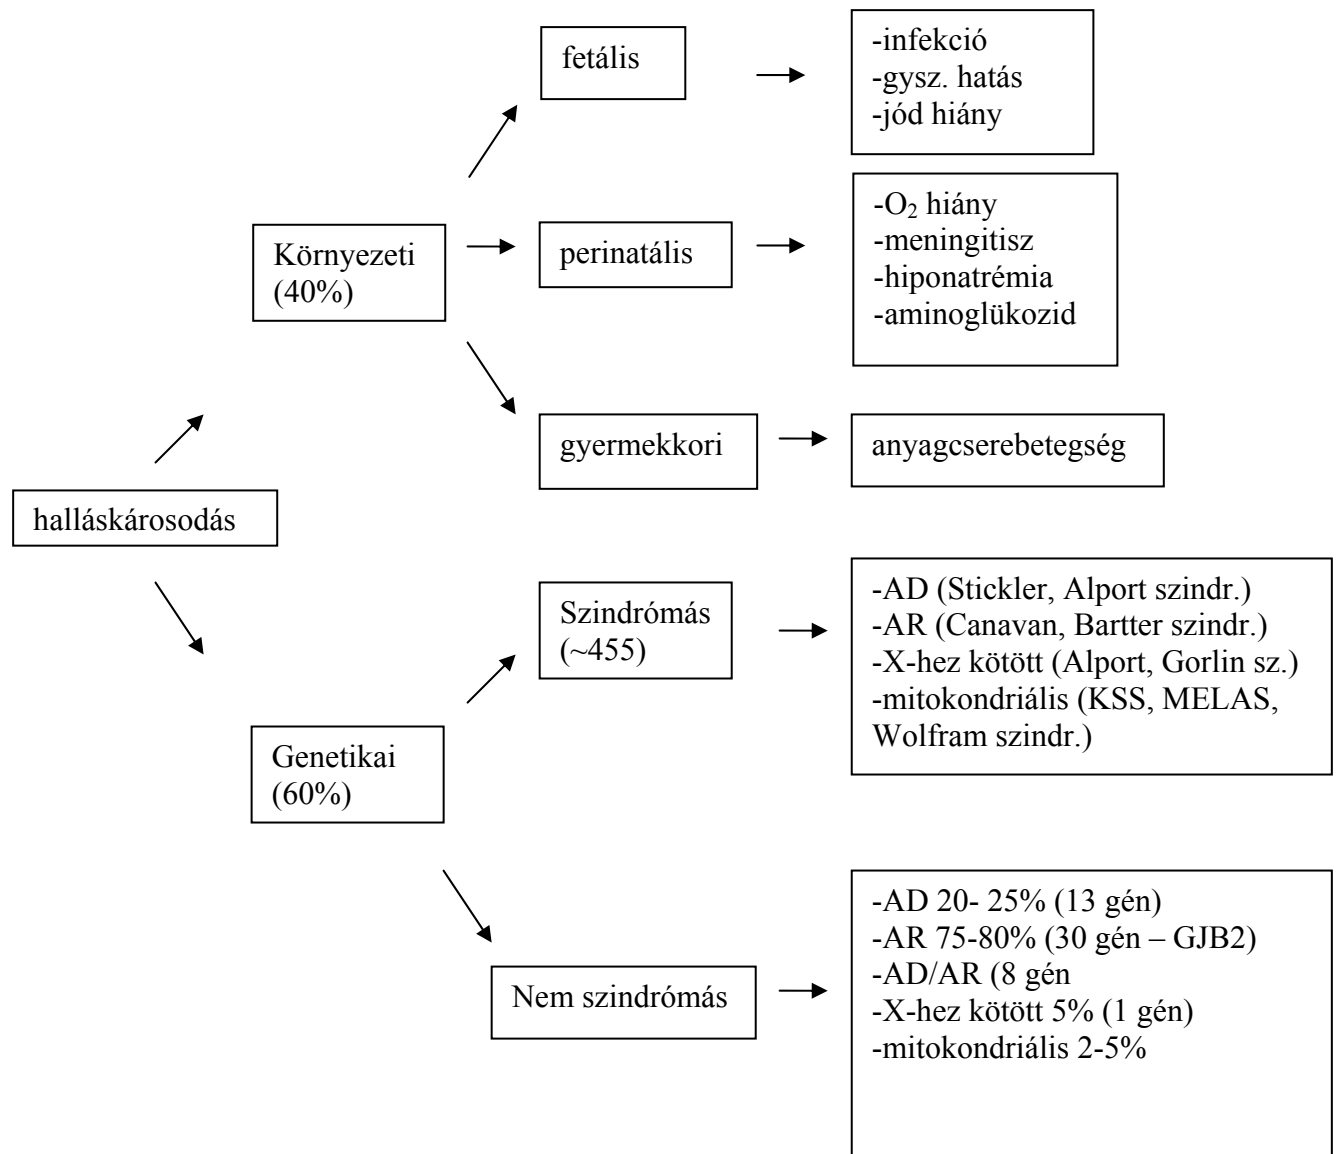 fetális
-infekció
-gysz. hatás
-jód hiány
Környezeti
(40%)
perinatális
-O₂ hiány
-meningitisz
-hiponatrémia
-aminoglükozid
gyermekkori
anyagcserebetegség
halláskárosodás
Szindrómás
(~455)
-AD (Stickler, Alport szindr.)
-AR (Canavan, Bartter szindr.)
-X-hez kötött (Alport, Gorlin sz.)
-mitokondriális (KSS, MELAS,
Wolfram szindr.)
Genetikai
(60%)
Nem szindrómás
-AD 20- 25% (13 gén)
-AR 75-80% (30 gén – GJB2)
-AD/AR (8 gén
-X-hez kötött 5% (1 gén)
-mitokondriális 2-5%